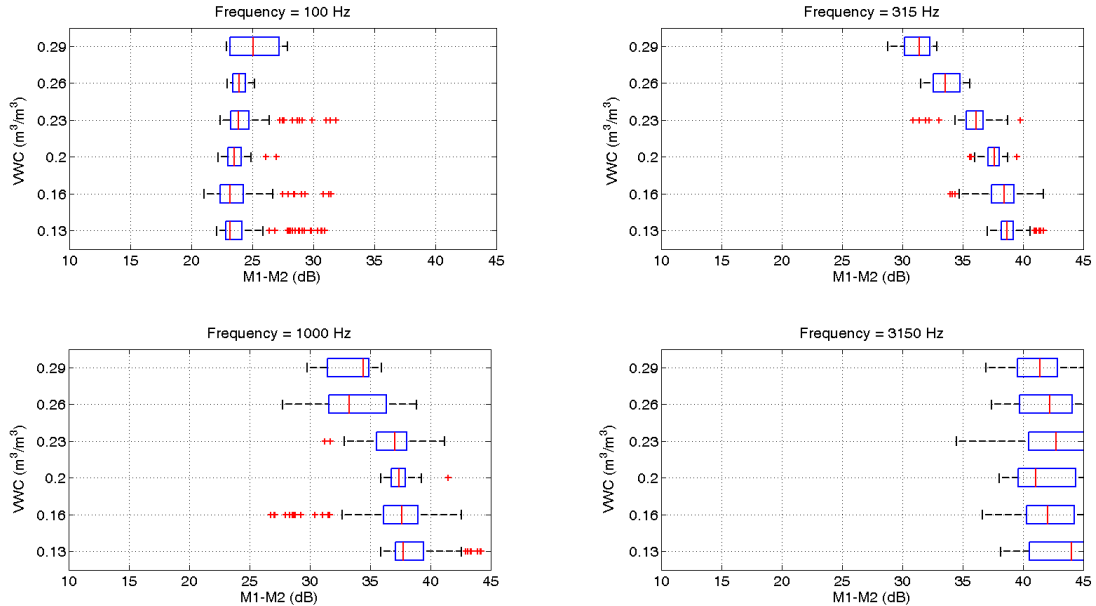 Frequency = 100 Hz
VWC (m³/m³)
0.29
0.26
0.23
0.2
0.16
0.13
10 15 20 25 30 35 40 45
M1-M2 (dB)
Frequency = 315 Hz
VWC (m³/m³)
0.29
0.26
0.23
0.2
0.16
0.13
10 15 20 25 30 35 40 45
M1-M2 (dB)
Frequency = 1000 Hz
VWC (m³/m³)
0.29
0.26
0.23
0.2
0.16
0.13
10 15 20 25 30 35 40 45
M1-M2 (dB)
Frequency = 3150 Hz
VWC (m³/m³)
0.29
0.26
0.23
0.2
0.16
0.13
10 15 20 25 30 35 40 45
M1-M2 (dB)